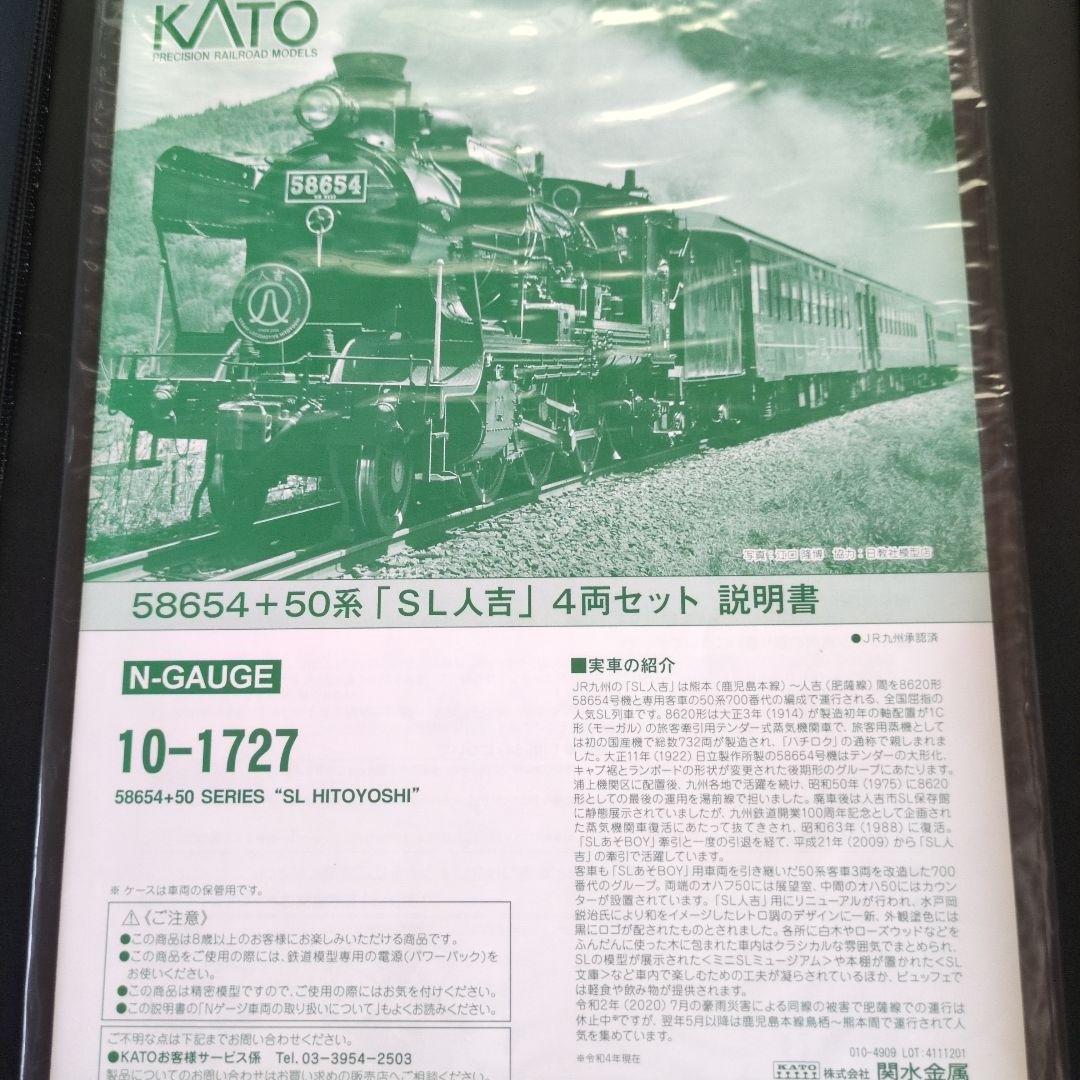 KATO
PRECISION RAILROAD MODELS
58654
人吉
写真：江口 隆博　協力：日教社模型店
58654+50系「SL人吉」4両セット 説明書
●JR九州承認済
N-GAUGE
10-1727
58654+50 SERIES “SL HITOYOSHI”
※ ケースは車両の保管用です。
⚠《ご注意》
●この商品は8歳以上のお客様にお楽しみいただける商品です。
●この商品をご使用の際には、鉄道模型専用の電源(パワーパック)を
お使いください。
●この商品は精密模型ですので、ご使用の際にはお気を付けください。
●この説明書の「Nゲージ車両の取り扱いについて」もよくお読みください。
ご不明な点は下記までお問い合わせください。
●KATOお客様サービス係　Tel. 03-3954-2503
製品についてのお問い合わせはお買い求めの販売店へご相談ください。
■実車の紹介
JR九州の「SL人吉」は熊本（鹿児島本線）～人吉（肥薩線）間を8620形
58654号機と専用客車の50系700番代の編成で運行される、全国屈指の
人気SL列車です。8620形は大正3年（1914）が製造初年の軸配置が1C
形（モーガル）の旅客牽引用テンダー式蒸気機関車で、旅客用蒸機として
は初の国産機で総数732両が製造され、「ハチロク」の通称で親しまれま
した。大正11年（1922）日立製作所製の58654号機はテンダーの大形化、
キャブ裾とランボードの形状が変更された後期形のグループにあたります。
浦上機関区に配置後、九州各地で活躍を続け、昭和50年（1975）に8620
形としての最後の運用を湯前線で担いました。廃車後は人吉市SL保存館
に静態展示されていましたが、九州鉄道開業100周年記念として企画され
た蒸気機関車復活にあたって抜てきされ、昭和63年（1988）に復活。
「SLあそBOY」牽引と一度の引退を経て、平成21年（2009）から「SL人
吉」の牽引で活躍しています。
客車も「SLあそBOY」用車両を引き継いだ50系客車3両を改造した700
番代のグループ。両端のオハフ50には展望室、中間のオハ50にはカウン
ターが設置されています。「SL人吉」用にリニューアルが行われ、水戸岡
鋭治氏により和をイメージしたレトロ調のデザインに一新、外観塗色には
黒にロゴが配されたものとされました。各所に白木やローズウッドなどを
ふんだんに使った木に包まれた車内はクラシカルな雰囲気でまとめられ、
SLの模型が展示された<ミニSLミュージアム>や本棚が置かれた<SL
文庫>など車内で楽しむための工夫が凝らされているほか、ビュッフェで
は軽食や飲み物が提供されます。
令和2年（2020）7月の豪雨災害による同線の被害で肥薩線での運行は
休止中*ですが、翌年5月以降は鹿児島本線鳥栖～熊本間で運行されて人
気を集めています。
※令和4年現在
010-4909 LOT:4111201
KATO 株式会社 関水金属